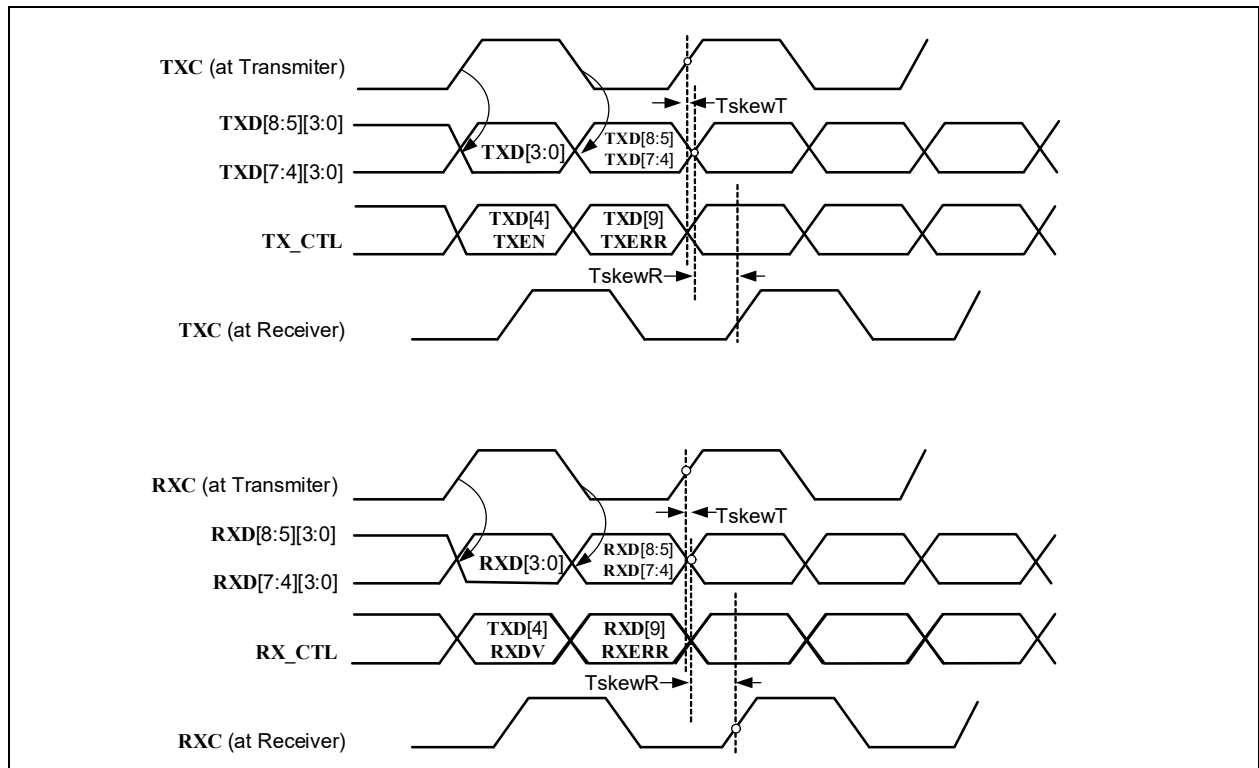 TXC (at Transmiter)
TskewT
TXD[8:5][3:0]
TXD[3:0]
TXD[8:5]
TXD[7:4]
TXD[7:4][3:0]
TXD[4]
TXEN
TXD[9]
TXERR
TX_CTL
TskewR
TXC (at Receiver)
RXC (at Transmiter)
TskewT
RXD[8:5][3:0]
RXD[3:0]
RXD[8:5]
RXD[7:4]
RXD[7:4][3:0]
TXD[4]
RXDV
RXD[9]
RXERR
RX_CTL
TskewR
RXC (at Receiver)